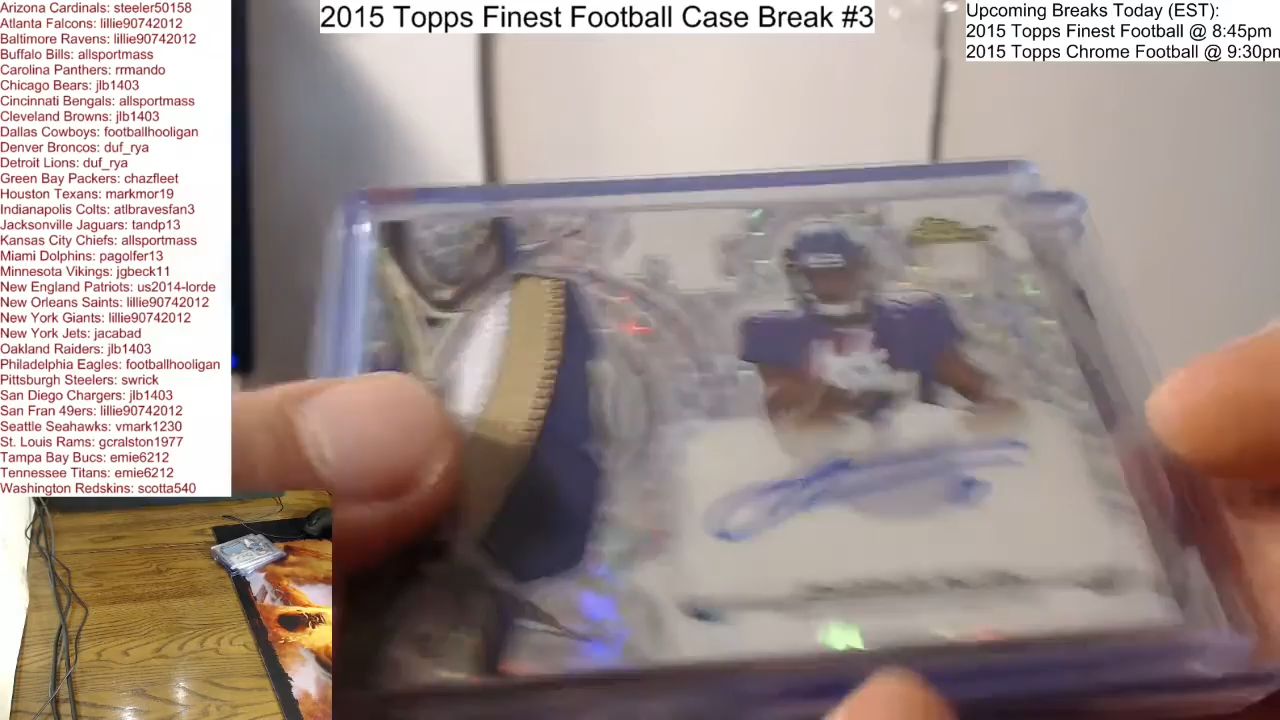 2015 Topps Finest Football Case Break #3
Upcoming Breaks Today (EST):
2015 Topps Finest Football @ 8:45pm
2015 Topps Chrome Football @ 9:30pm
Arizona Cardinals: steeler50158
Atlanta Falcons: lillie90742012
Baltimore Ravens: lillie90742012
Buffalo Bills: allsportmass
Carolina Panthers: rrmando
Chicago Bears: jlb1403
Cincinnati Bengals: allsportmass
Cleveland Browns: jlb1403
Dallas Cowboys: footballhooligan
Denver Broncos: duf_rya
Detroit Lions: duf_rya
Green Bay Packers: chazfleet
Houston Texans: markmor19
Indianapolis Colts: atlbravesfan3
Jacksonville Jaguars: tandp13
Kansas City Chiefs: allsportmass
Miami Dolphins: pagolfer13
Minnesota Vikings: jgbeck11
New England Patriots: us2014-lorde
New Orleans Saints: lillie90742012
New York Giants: lillie90742012
New York Jets: jacabad
Oakland Raiders: jlb1403
Philadelphia Eagles: footballhooligan
Pittsburgh Steelers: swrick
San Diego Chargers: jlb1403
San Fran 49ers: lillie90742012
Seattle Seahawks: vmark1230
St. Louis Rams: gcralston1977
Tampa Bay Bucs: emie6212
Tennessee Titans: emie6212
Washington Redskins: scotta540